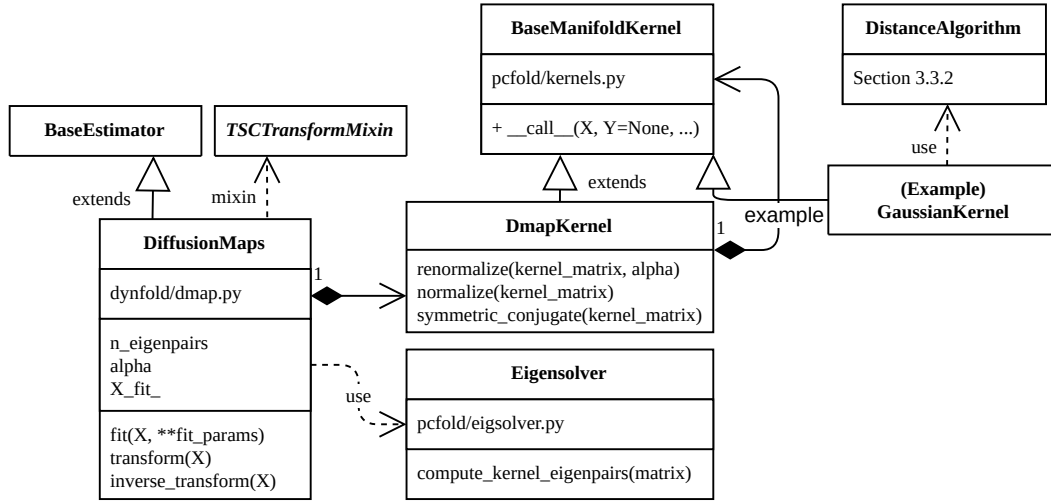 BaseManifoldKernel
pcfold/kernels.py
+ __call__(X, Y=None, ...)
DistanceAlgorithm
Section 3.3.2
BaseEstimator
TSCTransformMixin
use
extends
extends
mixin
(Example)
GaussianKernel
example
DiffusionMaps
dynfold/dmap.py
n_eigenpairs
alpha
X_fit_
fit(X, **fit_params)
transform(X)
inverse_transform(X)
1
DmapKernel
renormalize(kernel_matrix, alpha)
normalize(kernel_matrix)
symmetric_conjugate(kernel_matrix)
1
use
Eigensolver
pcfold/eigsolver.py
compute_kernel_eigenpairs(matrix)